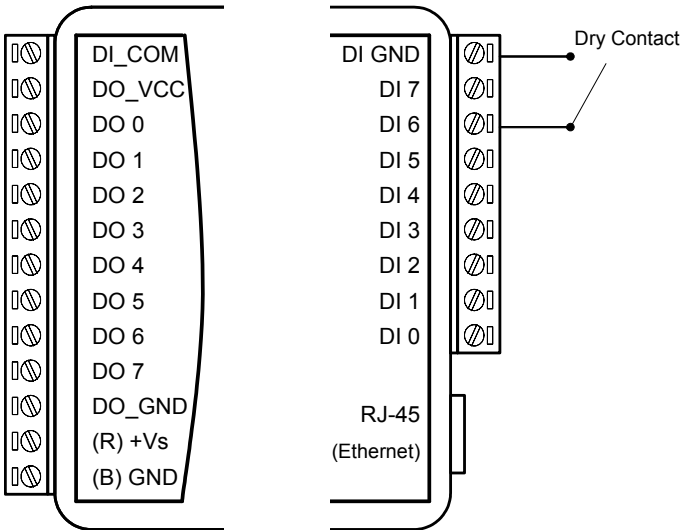 DI_COM
DO_VCC
DO 0
DO 1
DO 2
DO 3
DO 4
DO 5
DO 6
DO 7
DO_GND
(R) +Vs
(B) GND
DI GND
DI 7
DI 6
DI 5
DI 4
DI 3
DI 2
DI 1
DI 0
RJ-45
(Ethernet)
Dry Contact